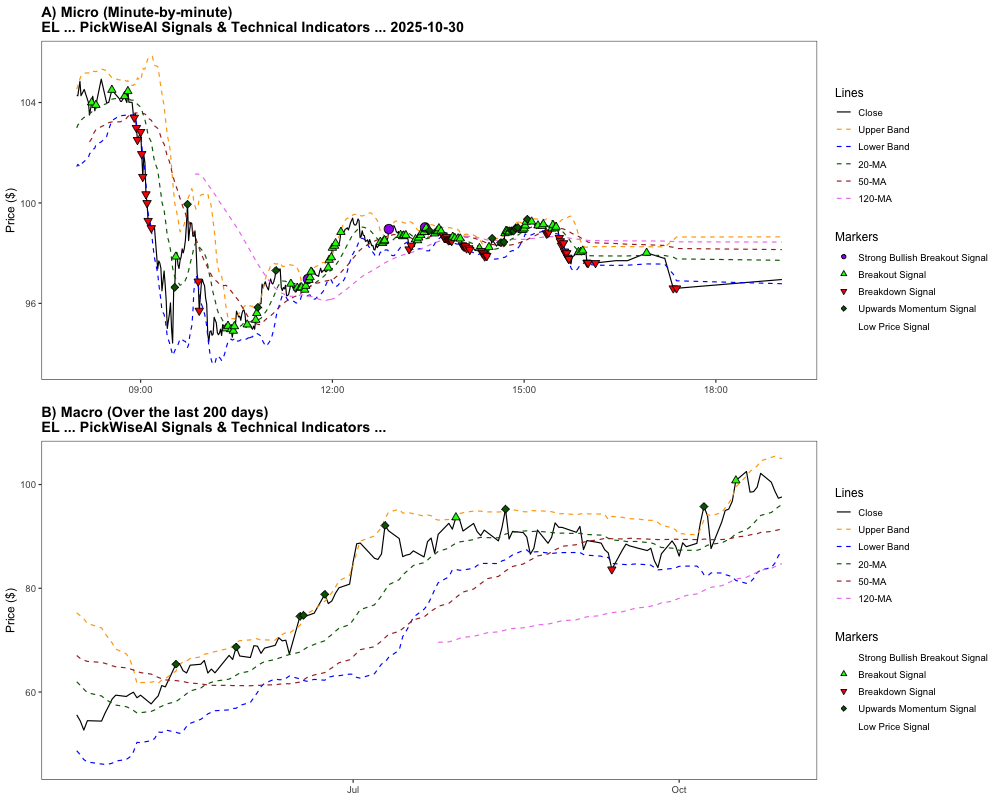 A) Micro (Minute-by-minute)
EL ... PickWiseAI Signals & Technical Indicators ... 2025-10-30
Price ($)
104
100
96
09:00
12:00
15:00
18:00
Lines
Close
Upper Band
Lower Band
20-MA
50-MA
120-MA
Markers
Strong Bullish Breakout Signal
Breakout Signal
Breakdown Signal
Upwards Momentum Signal
Low Price Signal
B) Macro (Over the last 200 days)
EL ... PickWiseAI Signals & Technical Indicators ...
Price ($)
100
80
60
Jul
Oct
Lines
Close
Upper Band
Lower Band
20-MA
50-MA
120-MA
Markers
Strong Bullish Breakout Signal
Breakout Signal
Breakdown Signal
Upwards Momentum Signal
Low Price Signal